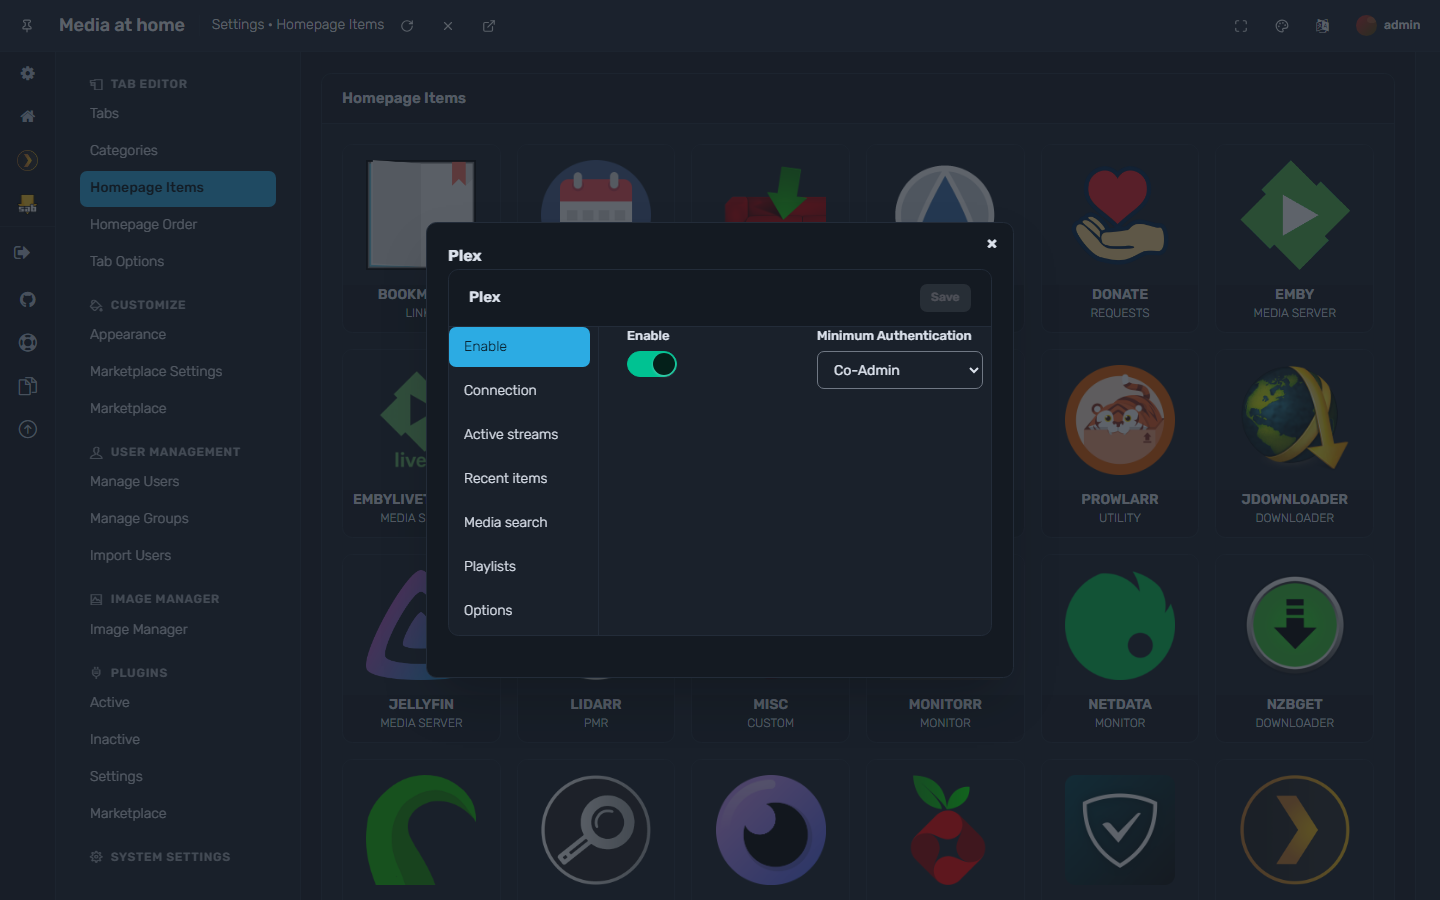 Media at home
Settings • Homepage Items
admin
TAB EDITOR
Tabs
Categories
Homepage Items
Homepage Order
Tab Options
CUSTOMIZE
Appearance
Marketplace Settings
Marketplace
USER MANAGEMENT
Manage Users
Manage Groups
Import Users
IMAGE MANAGER
Image Manager
PLUGINS
Active
Inactive
Settings
Marketplace
SYSTEM SETTINGS
sab
Homepage Items
BOOKM
LINK
DONATE
REQUESTS
EMBY
MEDIA SERVER
live
EMBYLIVET
MEDIA S
PROWLARR
UTILITY
JDOWNLOADER
DOWNLOADER
JELLYFIN
MEDIA SERVER
LIDARR
PMR
MISC
CUSTOM
MONITORR
MONITOR
NETDATA
MONITOR
NZBGET
DOWNLOADER
Plex
Plex
Save
Enable
Connection
Active streams
Recent items
Media search
Playlists
Options
Enable
Minimum Authentication
Co-Admin